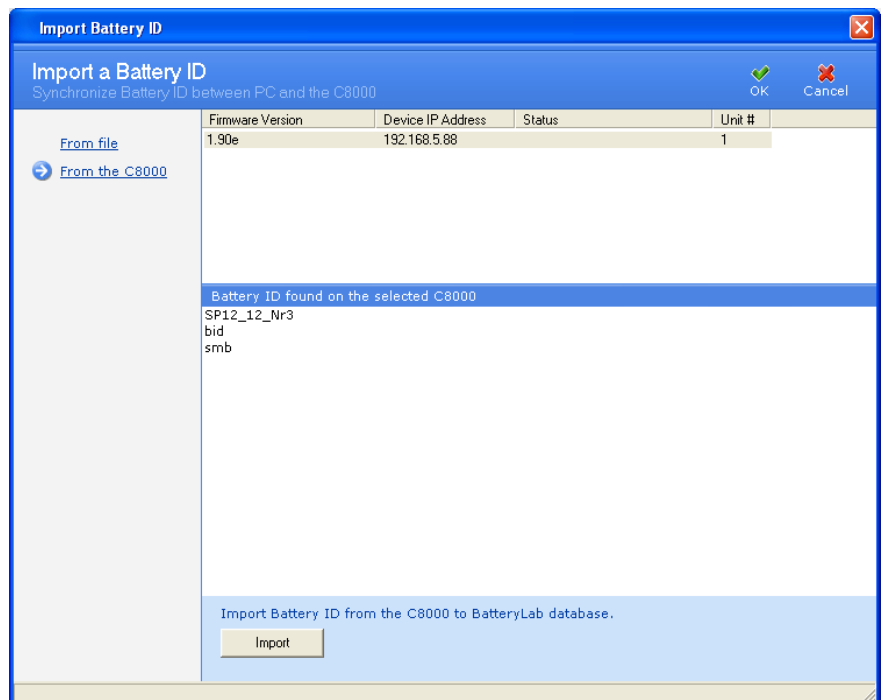 Import Battery ID
Import a Battery ID
Synchronize Battery ID between PC and the C8000
OK Cancel
From file
From the C8000
Firmware Version Device IP Address Status Unit #
1.90e 192.168.5.88 1
Battery ID found on the selected C8000
SP12_12_Nr3
bid
smb
Import Battery ID from the C8000 to BatteryLab database.
Import